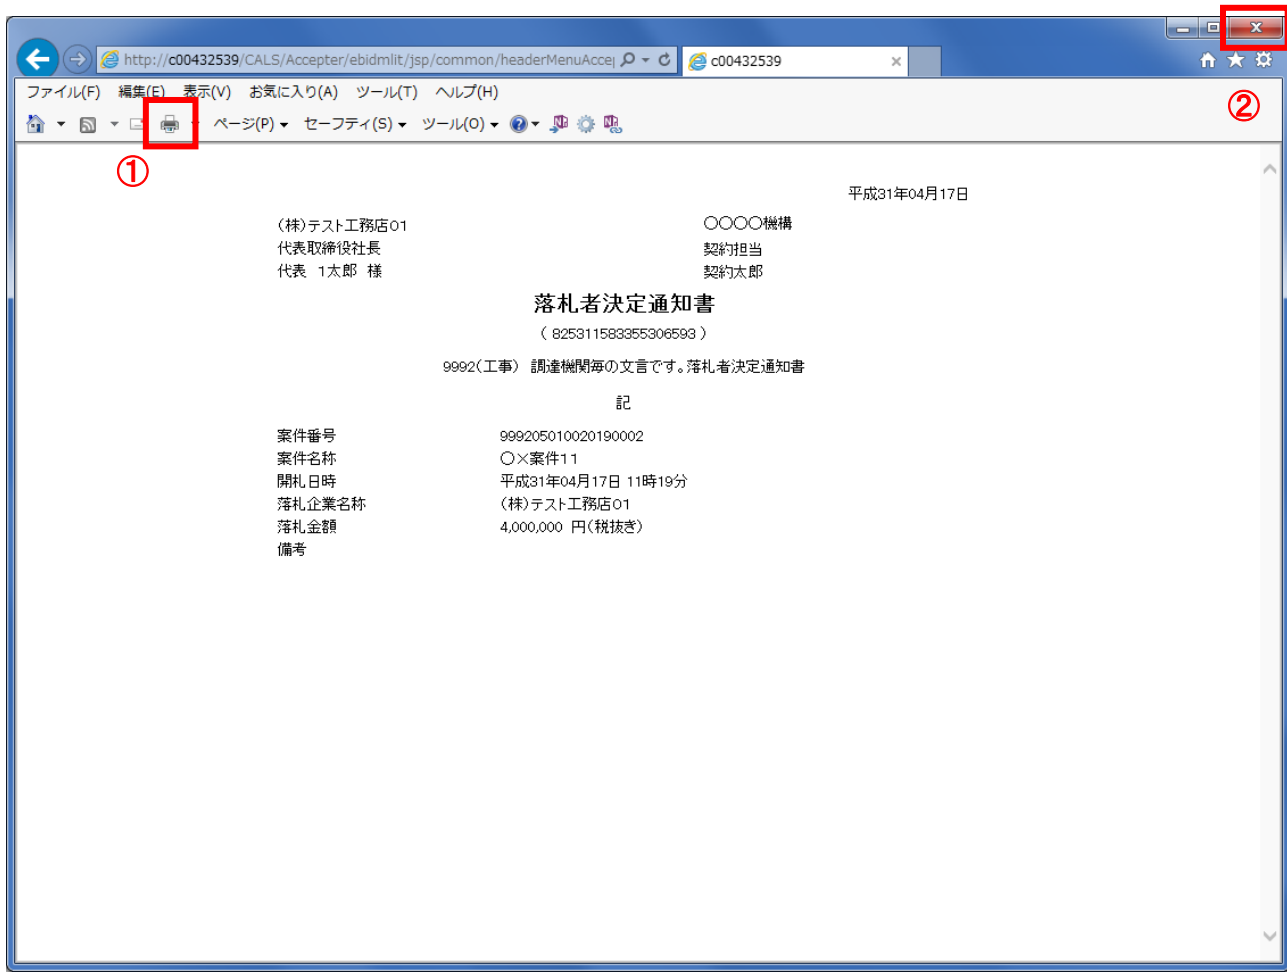 http://c00432539/CALS/Accepter/ebidmlit/jsp/common/headerMenuAcce
c00432539
ファイル(F) 編集(E) 表示(V) お気に入り(A) ツール(T) ヘルプ(H)
②
ページ(P) セーフティ(S) ツール(O)
①
平成31年04月17日
(株)テスト工務店01 〇〇〇〇機構
代表取締役社長 契約担当
代表 1太郎 様 契約太郎
落札者決定通知書
( 825311583355306593 )
9992(工事) 調達機関毎の文言です。落札者決定通知書
記
案件番号 999205010020190002
案件名称 〇×案件11
開札日時 平成31年04月17日 11時19分
落札企業名称 (株)テスト工務店01
落札金額 4,000,000 円(税抜き)
備考